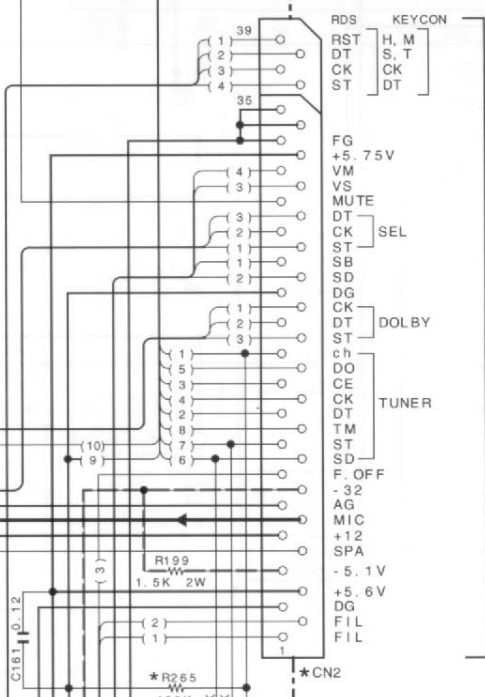 RDS KEYCON
39
(1) RST H, M
(2) DT S, T
(3) CK CK
(4) ST DT
35
FG
+5.75V
(4) VM
(3) VS
MUTE
(3) DT
(2) CK SEL
(1) ST
(1) SB
(2) SD
DG
(1) CK
(2) DT DOLBY
(3) ST
(1) ch
(5) DO
(3) CE
(4) CK TUNER
(2) DT
(8) TM
(10) (7) ST
(9) (6) SD
F.OFF
-32
AG
MIC
+12
SPA
R199
(3) -5.1V
1.5K 2W
+5.6V
DG
C161 0.12
(2) FIL
(1) FIL
1
*CN2
*R265